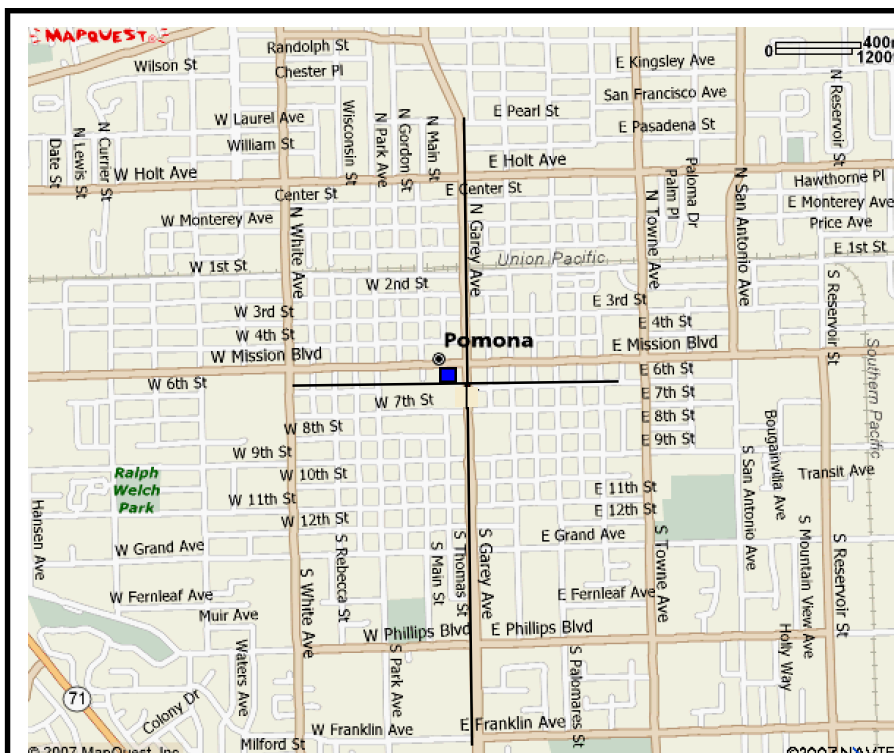 MAPQUEST
Randolph St
400
1200
0
Wilson St
Chester Pl
E Kingsley Ave
San Francisco Ave
N Reservoir St
N Lewis St
N Currier St
Date St
W Laurel Ave
William St
Wisconsin St
N Park Ave
N Gordon St
N Main St
E Pearl St
E Pasadena St
W Holt Ave
E Holt Ave
Center St
E Center St
Palm Pl
Paloma Dr
N San Antonio Ave
Hawthorne Pl
E Monterey Ave
Price Ave
W Monterey Ave
N White Ave
N Garey Ave
N Towne Ave
E 1st St
W 1st St
Union Pacific
W 2nd St
S Reservoir St
W 3rd St
E 3rd St
W 4th St
E 4th St
Pomona
W Mission Blvd
E Mission Blvd
Southern Pacific
W 6th St
E 6th St
W 7th St
E 7th St
W 8th St
E 8th St
Bougainvillia Ave
W 9th St
E 9th St
Ralph
Welch
Park
W 10th St
Transit Ave
S San Antonio Ave
Hansen Ave
W 11th St
E 11th St
W 12th St
E 12th St
S Rebecca St
S Main St
S Thomas St
S Garey Ave
E Grand Ave
S Towne Ave
S Mountain View Ave
S Reservoir St
W Grand Ave
S White Ave
W Fernleaf Ave
E Fernleaf Ave
Muir Ave
W Phillips Blvd
E Phillips Blvd
Waters Ave
S Park Ave
S Palomares St
Holly Way
71
Colony Dr
W Franklin Ave
E Franklin Ave
Milford St
© 2007 MapQuest, Inc
©2007 NAVTE